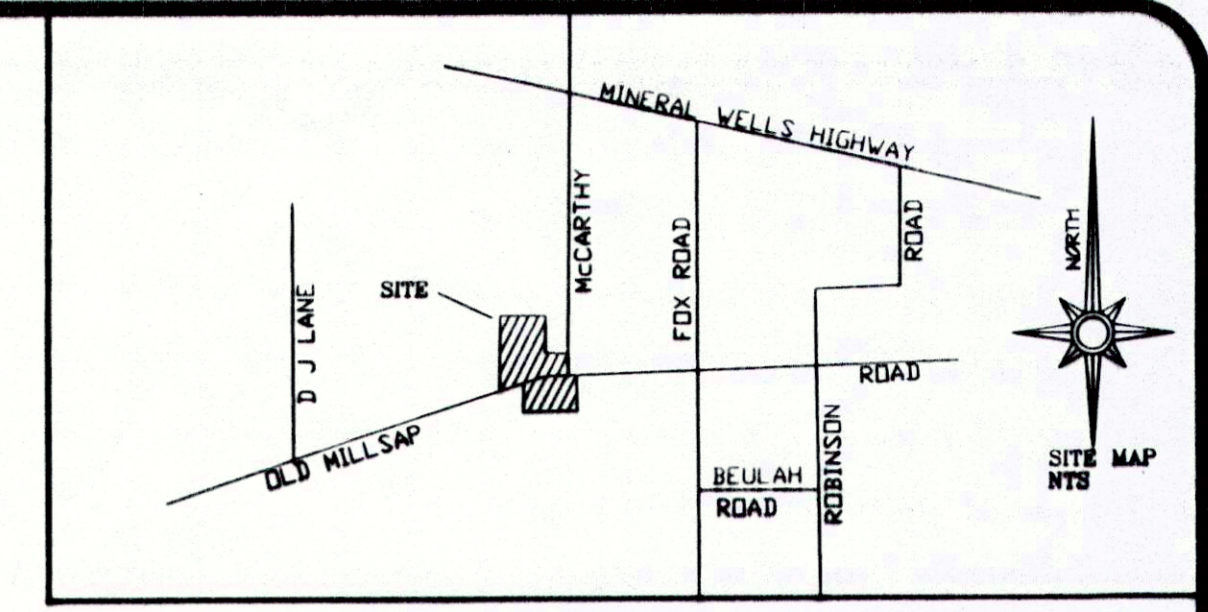 MINERAL WELLS HIGHWAY
McCARTHY
FOX ROAD
ROAD
NORTH
SITE
D J LANE
ROAD
OLD MILLSAP
BEULAH
ROAD
ROBINSON
SITE MAP
NTS